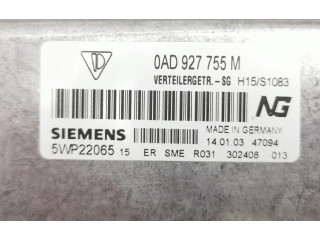 0AD 927 755 M
VERTEILERGETR.-SG H15/S1083
NG
SIEMENS MADE IN GERMANY
5WP22065 15 14.01.03 47094
ER SME R031 302408 013